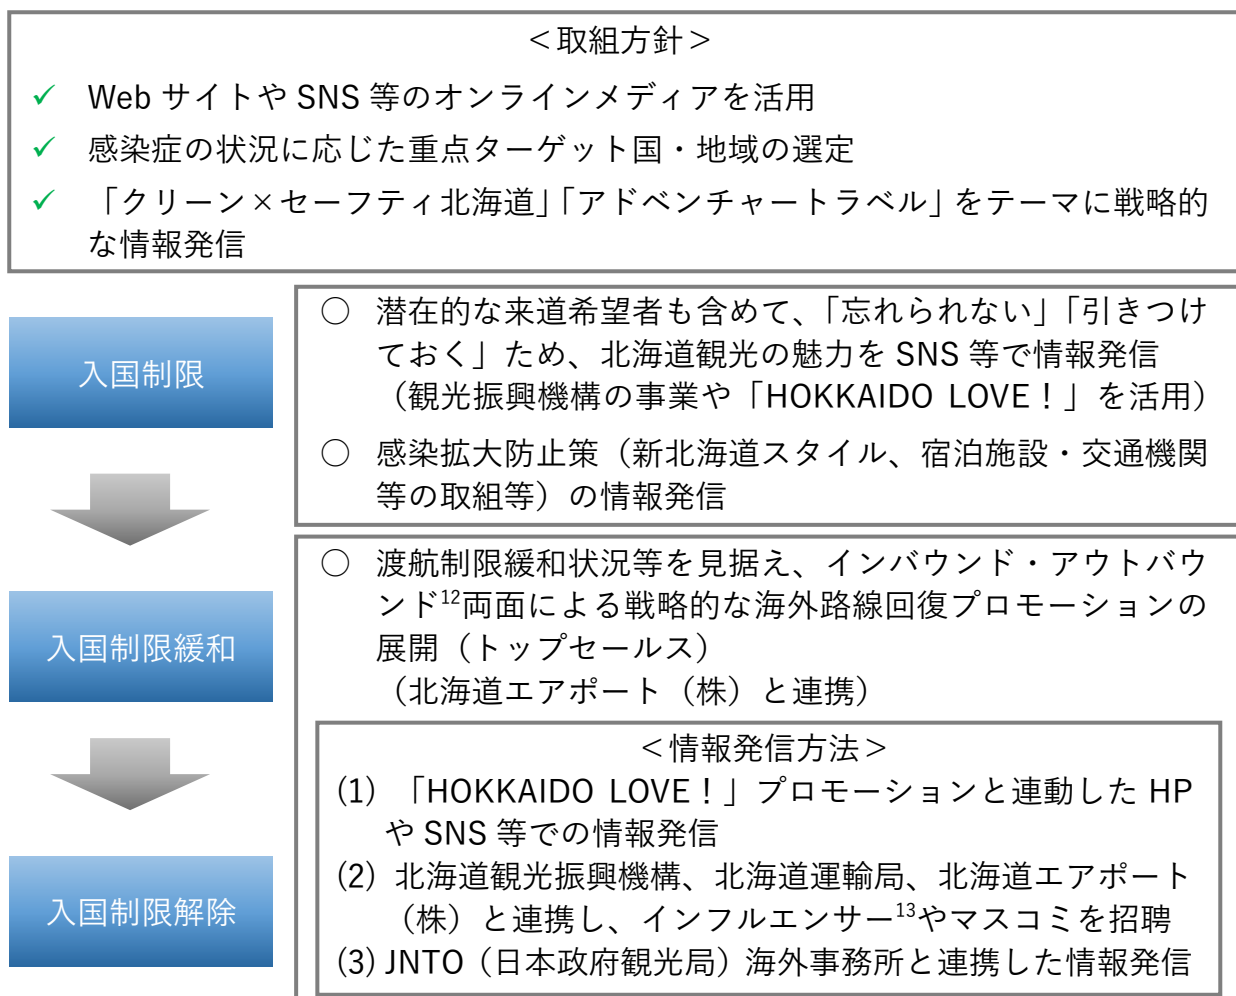 ＜取組方針＞
✓ Web サイトや SNS 等のオンラインメディアを活用
✓ 感染症の状況に応じた重点ターゲット国・地域の選定
✓ 「クリーン×セーフティ北海道」「アドベンチャートラベル」をテーマに戦略的
な情報発信
入国制限
○ 潜在的な来道希望者も含めて、「忘れられない」「引きつけ
ておく」ため、北海道観光の魅力を SNS 等で情報発信
（観光振興機構の事業や「HOKKAIDO LOVE！」を活用）
○ 感染拡大防止策（新北海道スタイル、宿泊施設・交通機関
等の取組等）の情報発信
入国制限緩和
○ 渡航制限緩和状況等を見据え、インバウンド・アウトバウ
ンド12両面による戦略的な海外路線回復プロモーションの
展開（トップセールス）
（北海道エアポート（株）と連携）
入国制限解除
＜情報発信方法＞
(1) 「HOKKAIDO LOVE！」プロモーションと連動した HP
や SNS 等での情報発信
(2) 北海道観光振興機構、北海道運輸局、北海道エアポート
（株）と連携し、インフルエンサー13やマスコミを招聘
(3) JNTO（日本政府観光局）海外事務所と連携した情報発信